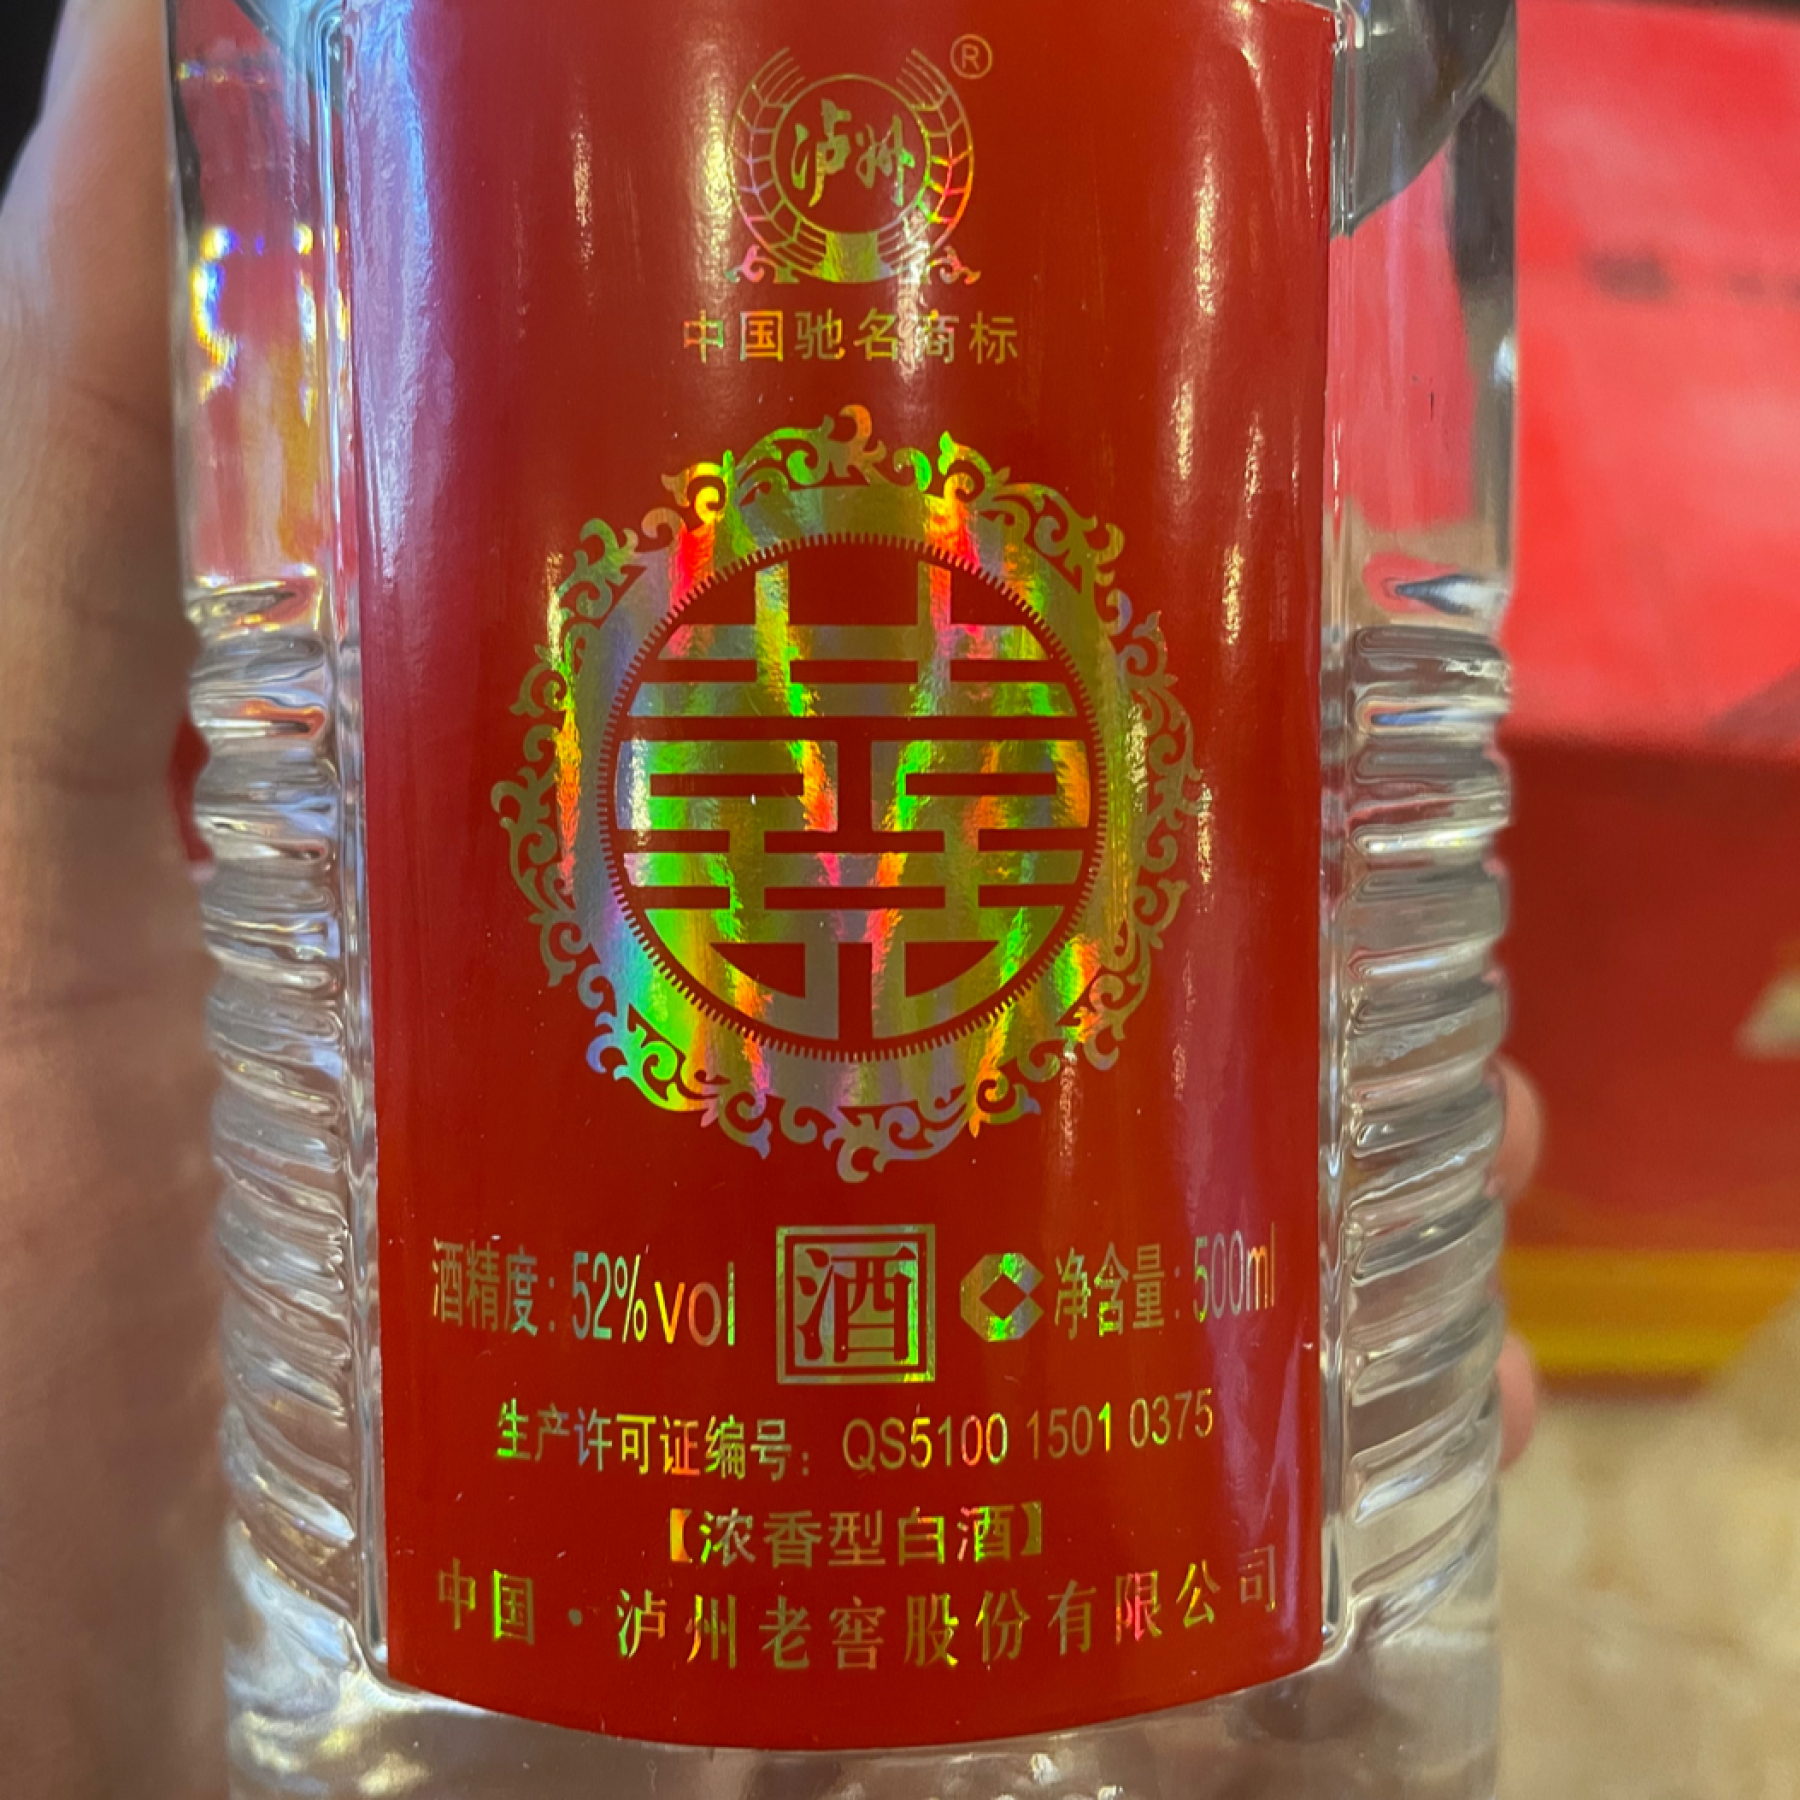 泸州®
中国驰名商标
囍
酒精度：52%vol 酒 净含量：500ml
生产许可证编号：QS5100 1501 0375
【浓香型白酒】
中国·泸州老窖股份有限公司